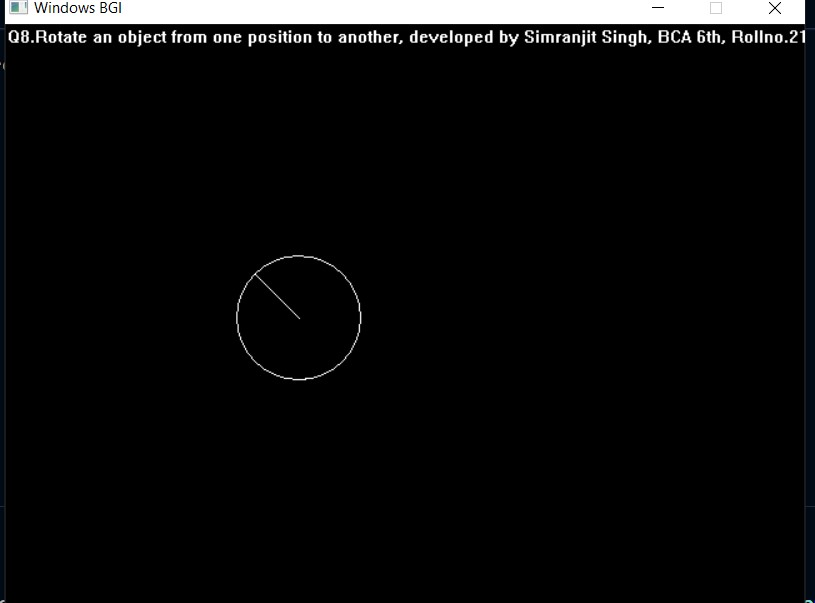 Windows BGI
Q8.Rotate an object from one position to another, developed by Simranjit Singh, BCA 6th, Rollno.21